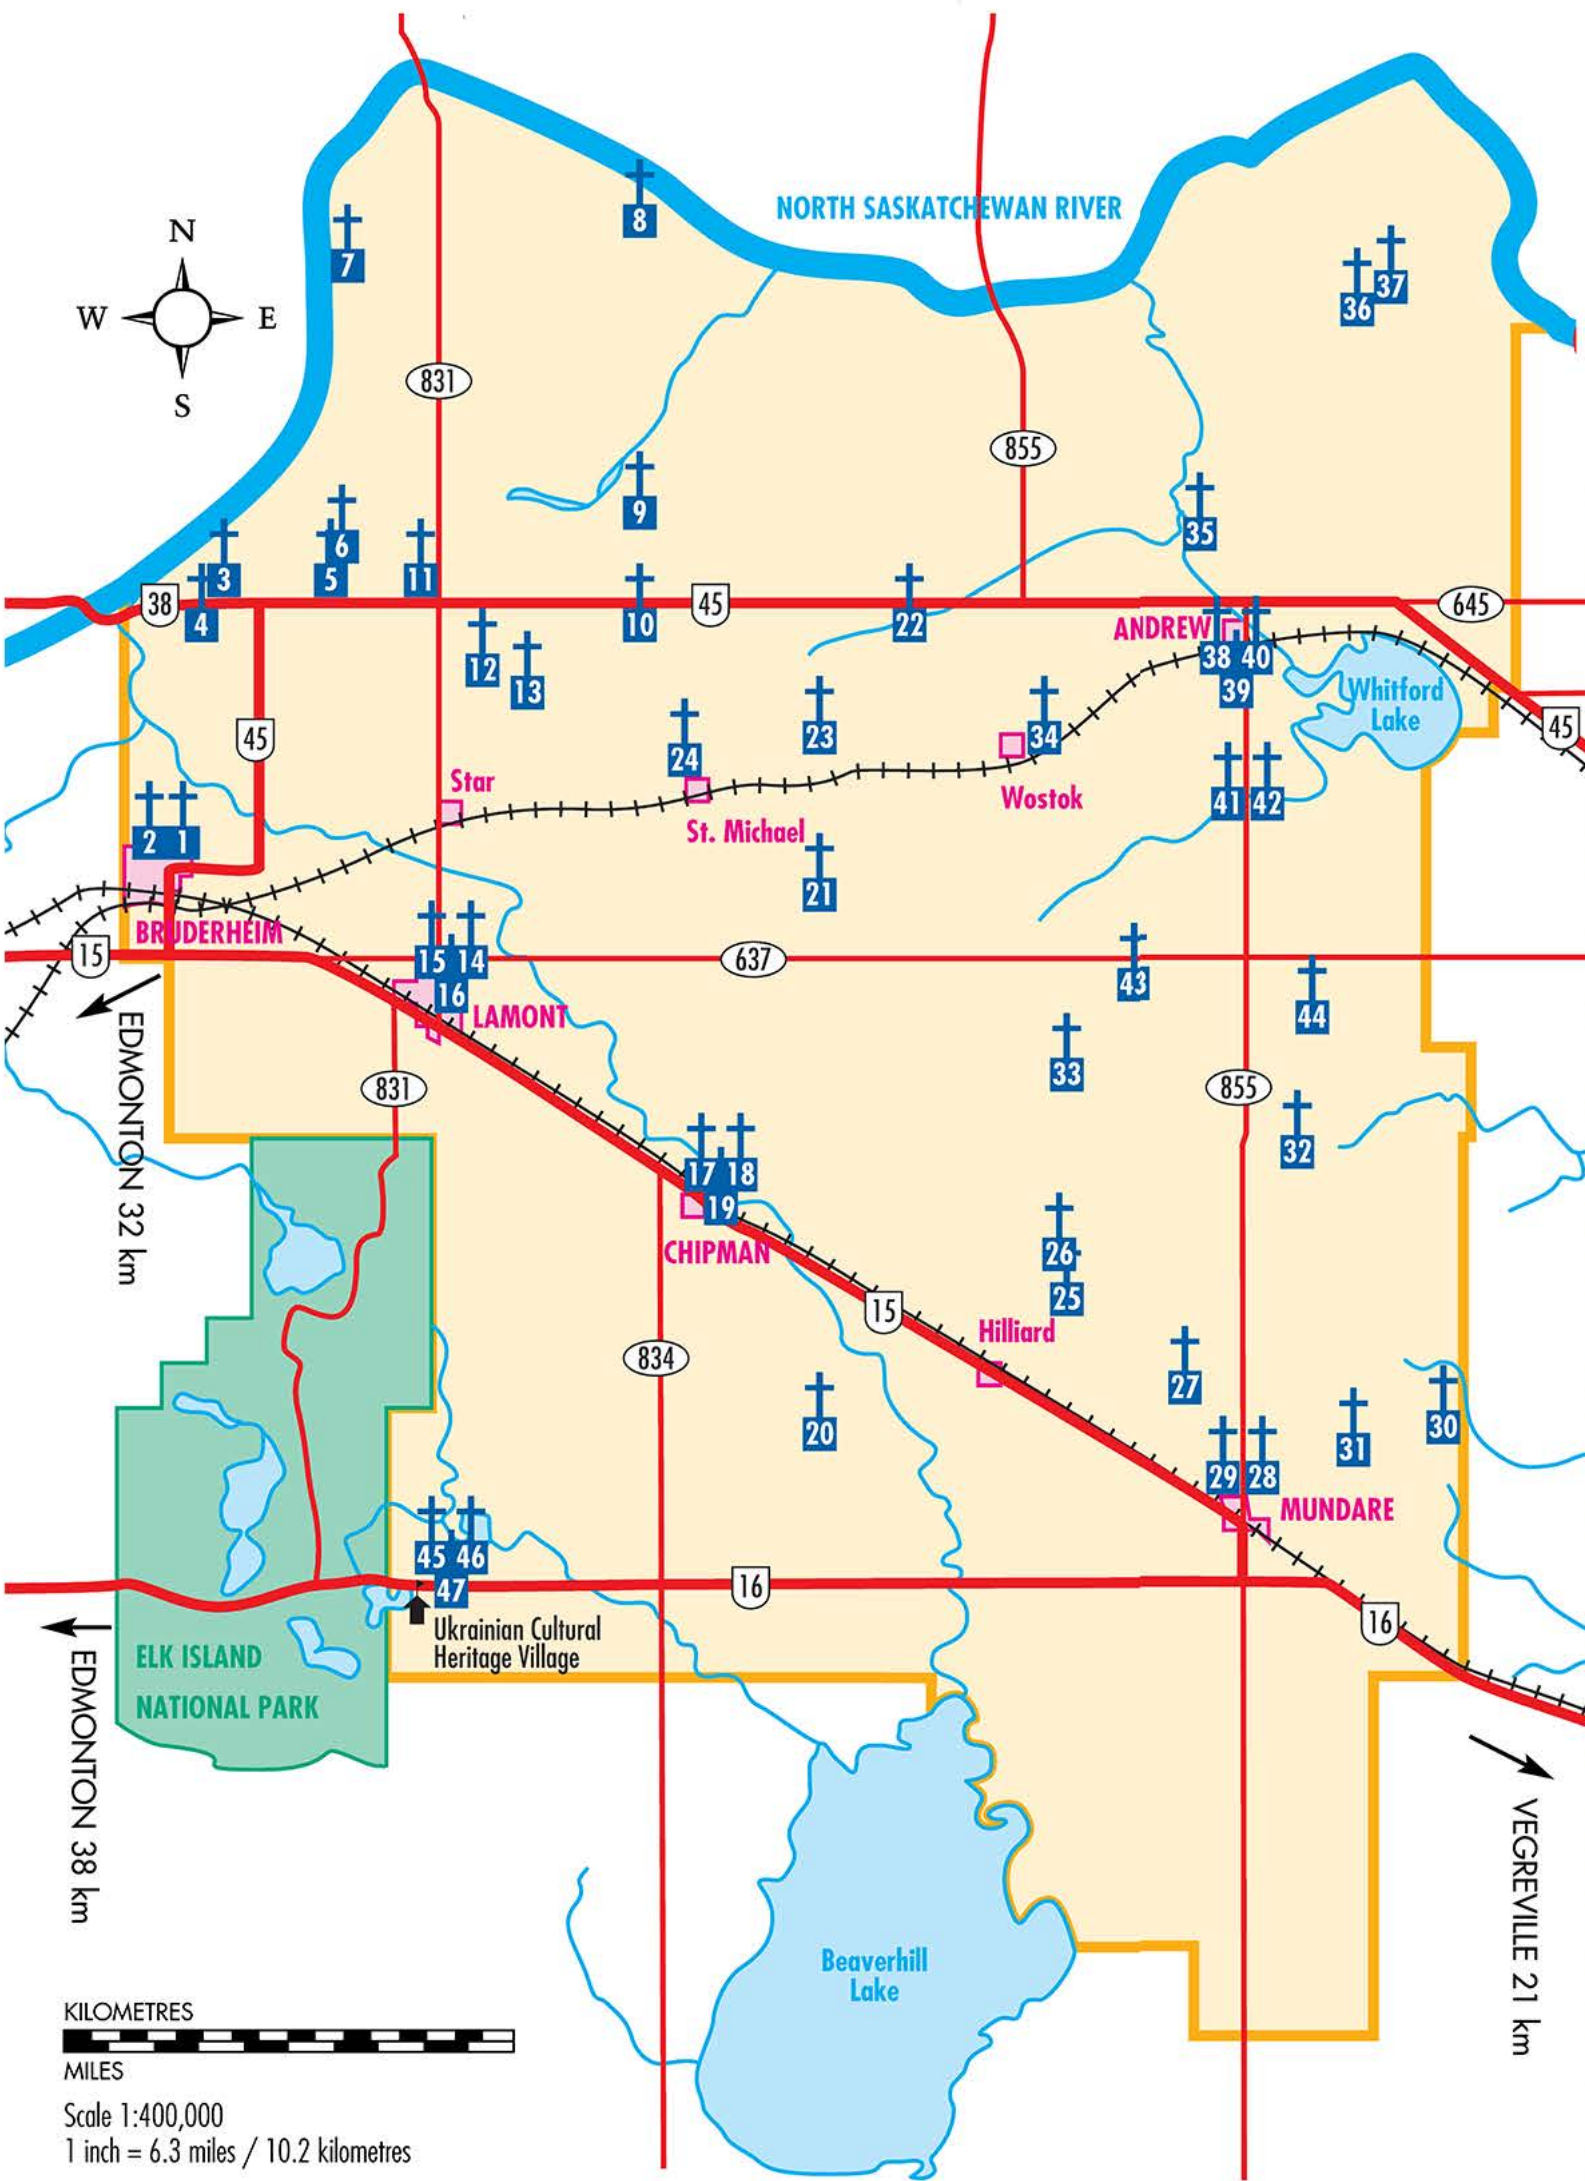 NORTH SASKATCHEWAN RIVER
8
7
N
W E
S
37
36
831
855
9
35
6
3
5
11
38
45
645
4
10
22
ANDREW
12
38 40
13
39
Whitford
Lake
23
34
45
45
24
Star
Wostok
41 42
St. Michael
2 1
21
BRUDERHEIM
15
15 14
637
43
16
44
LAMONT
33
831
855
EDMONTON 32 km
32
17 18
19
CHIPMAN
26
25
15
Hilliard
834
27
20
30
31
29 28
MUNDARE
45 46
47
16
16
Ukrainian Cultural
Heritage Village
ELK ISLAND
NATIONAL PARK
EDMONTON 38 km
VEGREVILLE 21 km
Beaverhill
Lake
KILOMETRES
MILES
Scale 1:400,000
1 inch = 6.3 miles / 10.2 kilometres